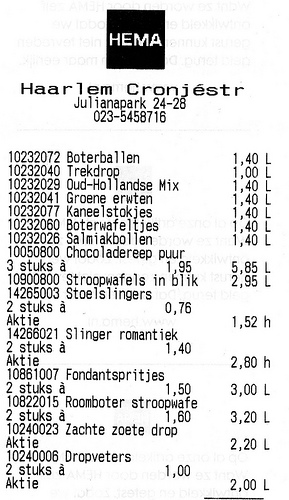 HEMA
Haarlem Cronjéstr
Julianapark 24-28
023-5458716
10232072 Boterballen 1,40 L
10232040 Trekdrop 1,00 L
10232029 Oud-Hollandse Mix 1,40 L
10232041 Groene erwten 1,40 L
10232077 Kaneelstokjes 1,40 L
10232060 Boterwafeltjes 1,40 L
10232026 Salmiakbollen 1,40 L
10050800 Chocoladereep puur
3 stuks à 1,95 5,85 L
10900800 Stroopwafels in blik 2,95 L
14265003 Stoelslingers
2 stuks à 0,76
Aktie 1,52 h
14266021 Slinger romantiek
2 stuks à 1,40
Aktie 2,80 h
10861007 Fondantspritjes
2 stuks à 1,50 3,00 L
10822015 Roomboter stroopwafe
2 stuks à 1,60 3,20 L
10240023 Zachte zoete drop
Aktie 2,20 L
10240006 Dropveters
2 stuks à 1,00
Aktie 2,00 L